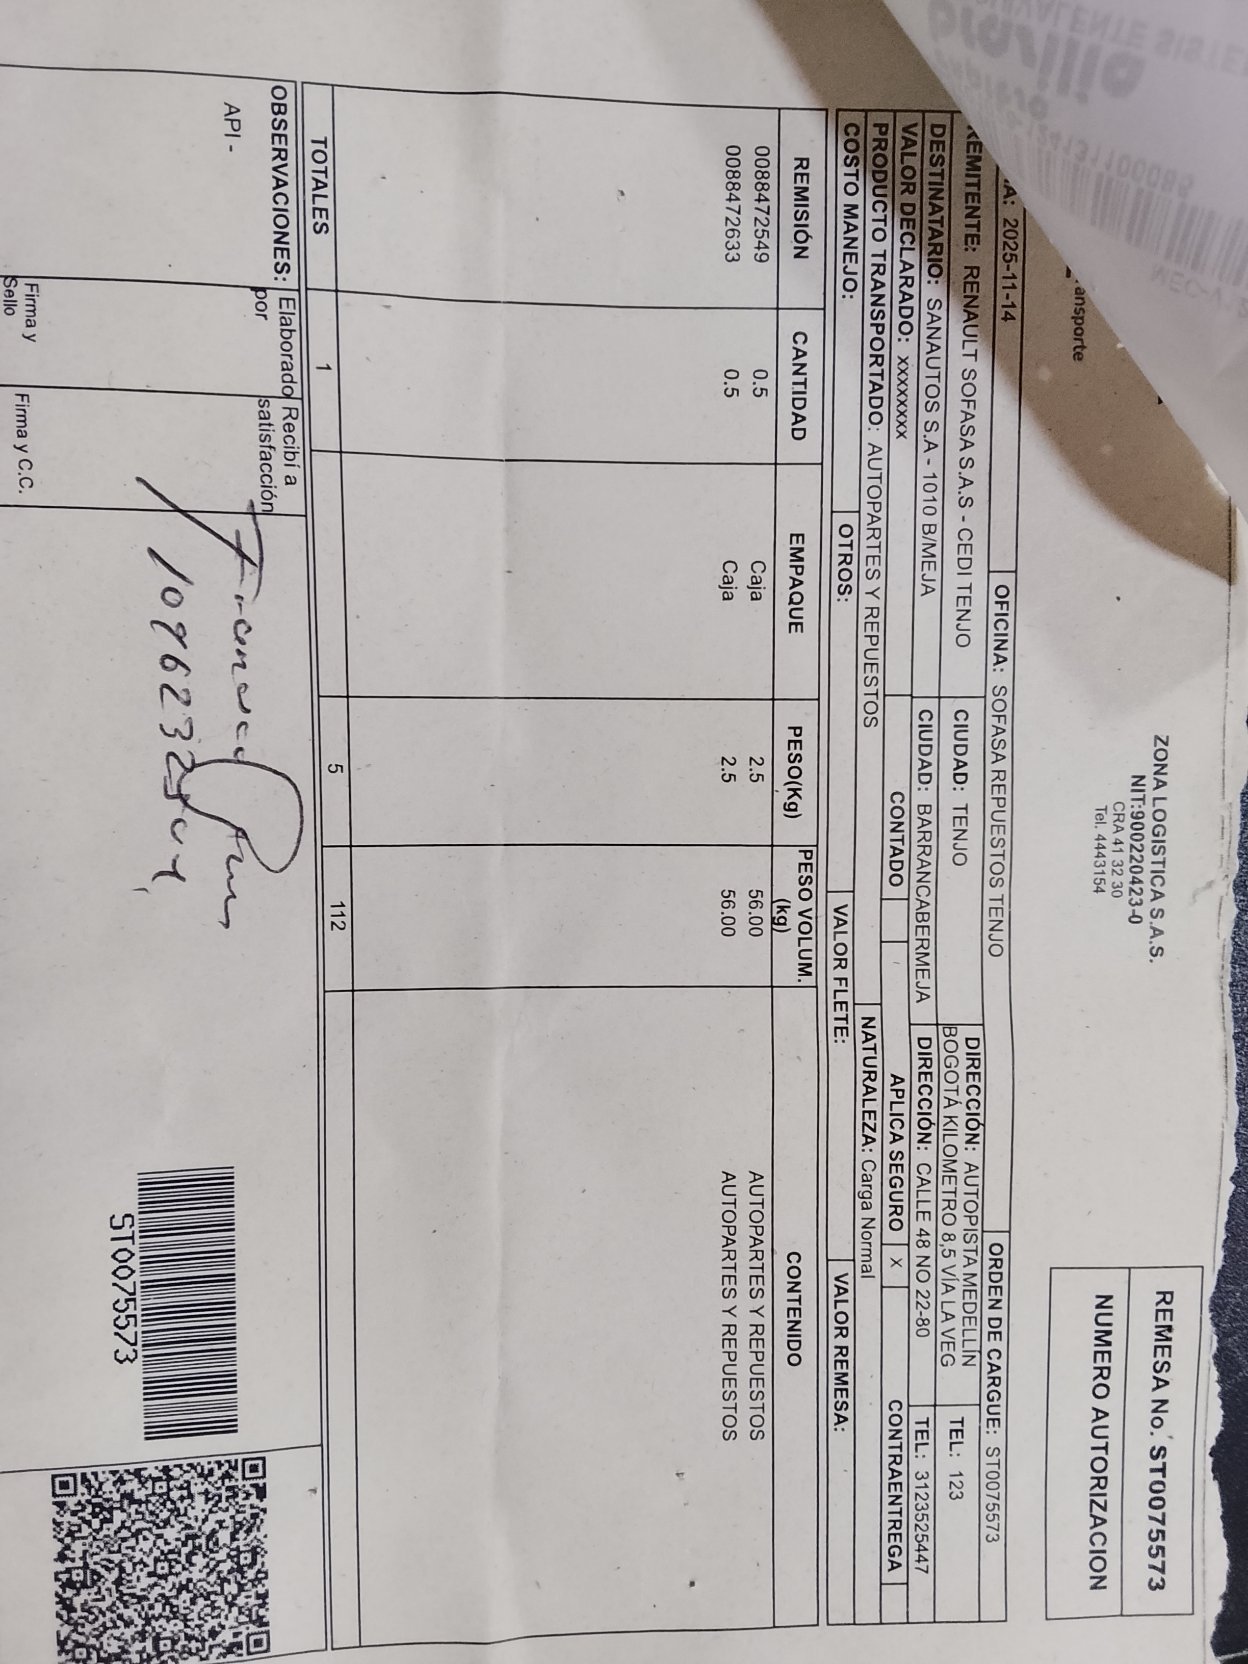 ansporte
ZONA LOGISTICA S.A.S.
NIT:900220423-0
CRA 41 32 30
Tel. 4443154
REMESA No. ST0075573
NUMERO AUTORIZACION
A: 2025-11-14 OFICINA: SOFASA REPUESTOS TENJO ORDEN DE CARGUE: ST0075573
REMITENTE: RENAULT SOFASA S.A.S - CEDI TENJO CIUDAD: TENJO DIRECCIÓN: AUTOPISTA MEDELLÍN BOGOTÁ KILOMETRO 8,5 VÍA LA VEG TEL: 123
DESTINATARIO: SANAUTOS S.A - 1010 B/MEJA CIUDAD: BARRANCABERMEJA DIRECCIÓN: CALLE 48 NO 22-80 TEL: 3123525447
VALOR DECLARADO: xxxxxxxx CONTADO APLICA SEGURO X CONTRAENTREGA
PRODUCTO TRANSPORTADO: AUTOPARTES Y REPUESTOS NATURALEZA: Carga Normal
COSTO MANEJO: OTROS: VALOR FLETE: VALOR REMESA:
REMISIÓN CANTIDAD EMPAQUE PESO(Kg) PESO VOLUM. (kg) CONTENIDO
0088472549 0.5 Caja 2.5 56.00 AUTOPARTES Y REPUESTOS
0088472633 0.5 Caja 2.5 56.00 AUTOPARTES Y REPUESTOS
TOTALES 1 5 112
OBSERVACIONES: Elaborado por Recibí a satisfacción
API -
Firma y Sello Firma y C.C.
ST0075573